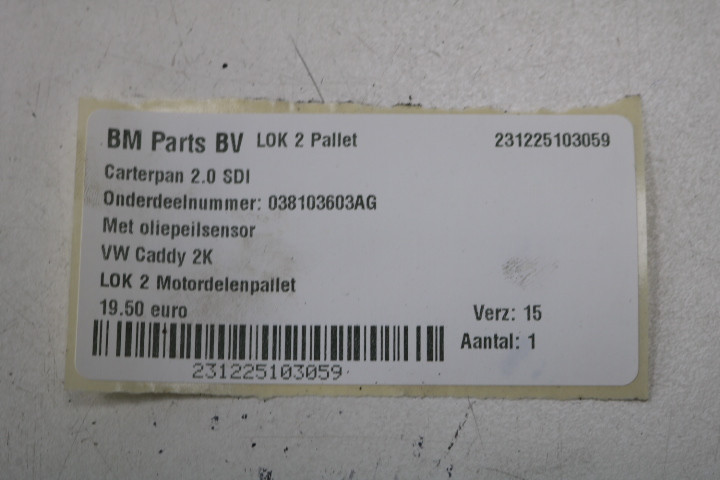 BM Parts BV LOK 2 Pallet 231225103059
Carterpan 2.0 SDI
Onderdeelnummer: 038103603AG
Met oliepeilsensor
VW Caddy 2K
LOK 2 Motordelenpallet
19.50 euro Verz: 15
Aantal: 1
231225103059